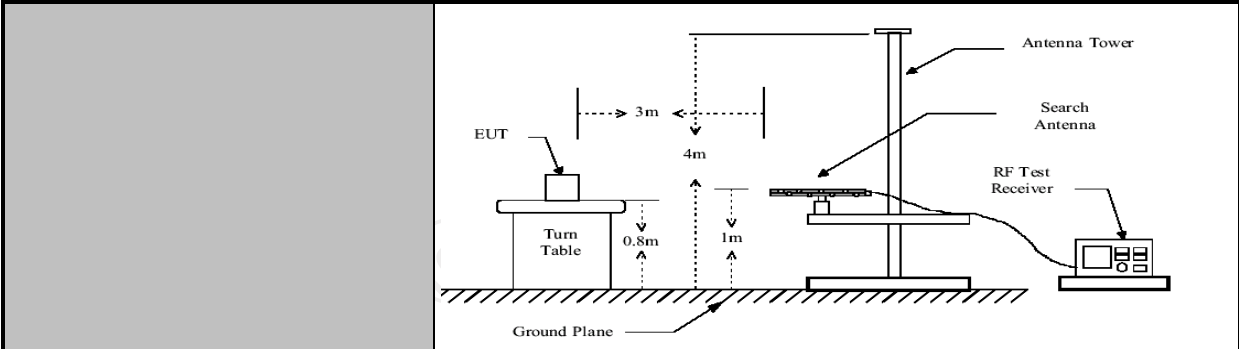 Antenna Tower
3m
Search
Antenna
EUT
4m
RF Test
Receiver
Turn
Table
0.8m
1m
Ground Plane